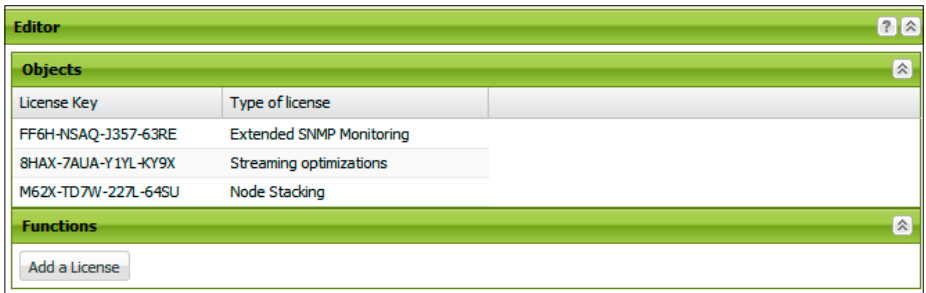 Editor
?
Objects
License Key Type of license
FF6H-NSAQ-J357-63RE Extended SNMP Monitoring
8HAX-7AUA-Y1YL-KY9X Streaming optimizations
M62X-TD7W-227L-64SU Node Stacking
Functions
Add a License